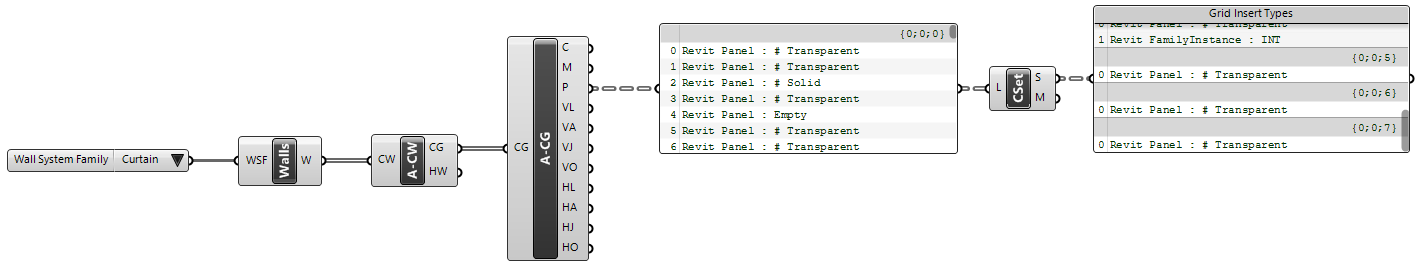 Wall System Family Curtain
WSF Walls W
CW A-CW CG
HW
CG A-CG C
M
P
VL
VA
VJ
VO
HL
HA
HJ
HO
{0;0;0}
0 Revit Panel : # Transparent
1 Revit Panel : # Transparent
2 Revit Panel : # Solid
3 Revit Panel : # Transparent
4 Revit Panel : Empty
5 Revit Panel : # Transparent
6 Revit Panel : # Transparent
L CSet S
M
Grid Insert Types
0 Revit Panel : # Transparent
1 Revit FamilyInstance : INT
{0;0;5}
0 Revit Panel : # Transparent
{0;0;6}
0 Revit Panel : # Transparent
{0;0;7}
0 Revit Panel : # Transparent